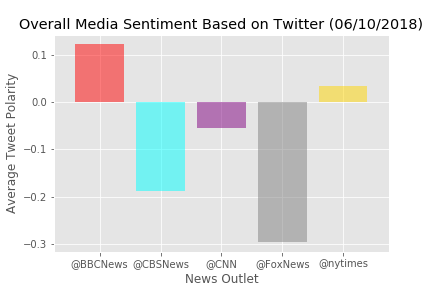 Overall Media Sentiment Based on Twitter (06/10/2018)
Average Tweet Polarity
0.1
0.0
−0.1
−0.2
−0.3
@BBCNews @CBSNews @CNN @FoxNews @nytimes
News Outlet